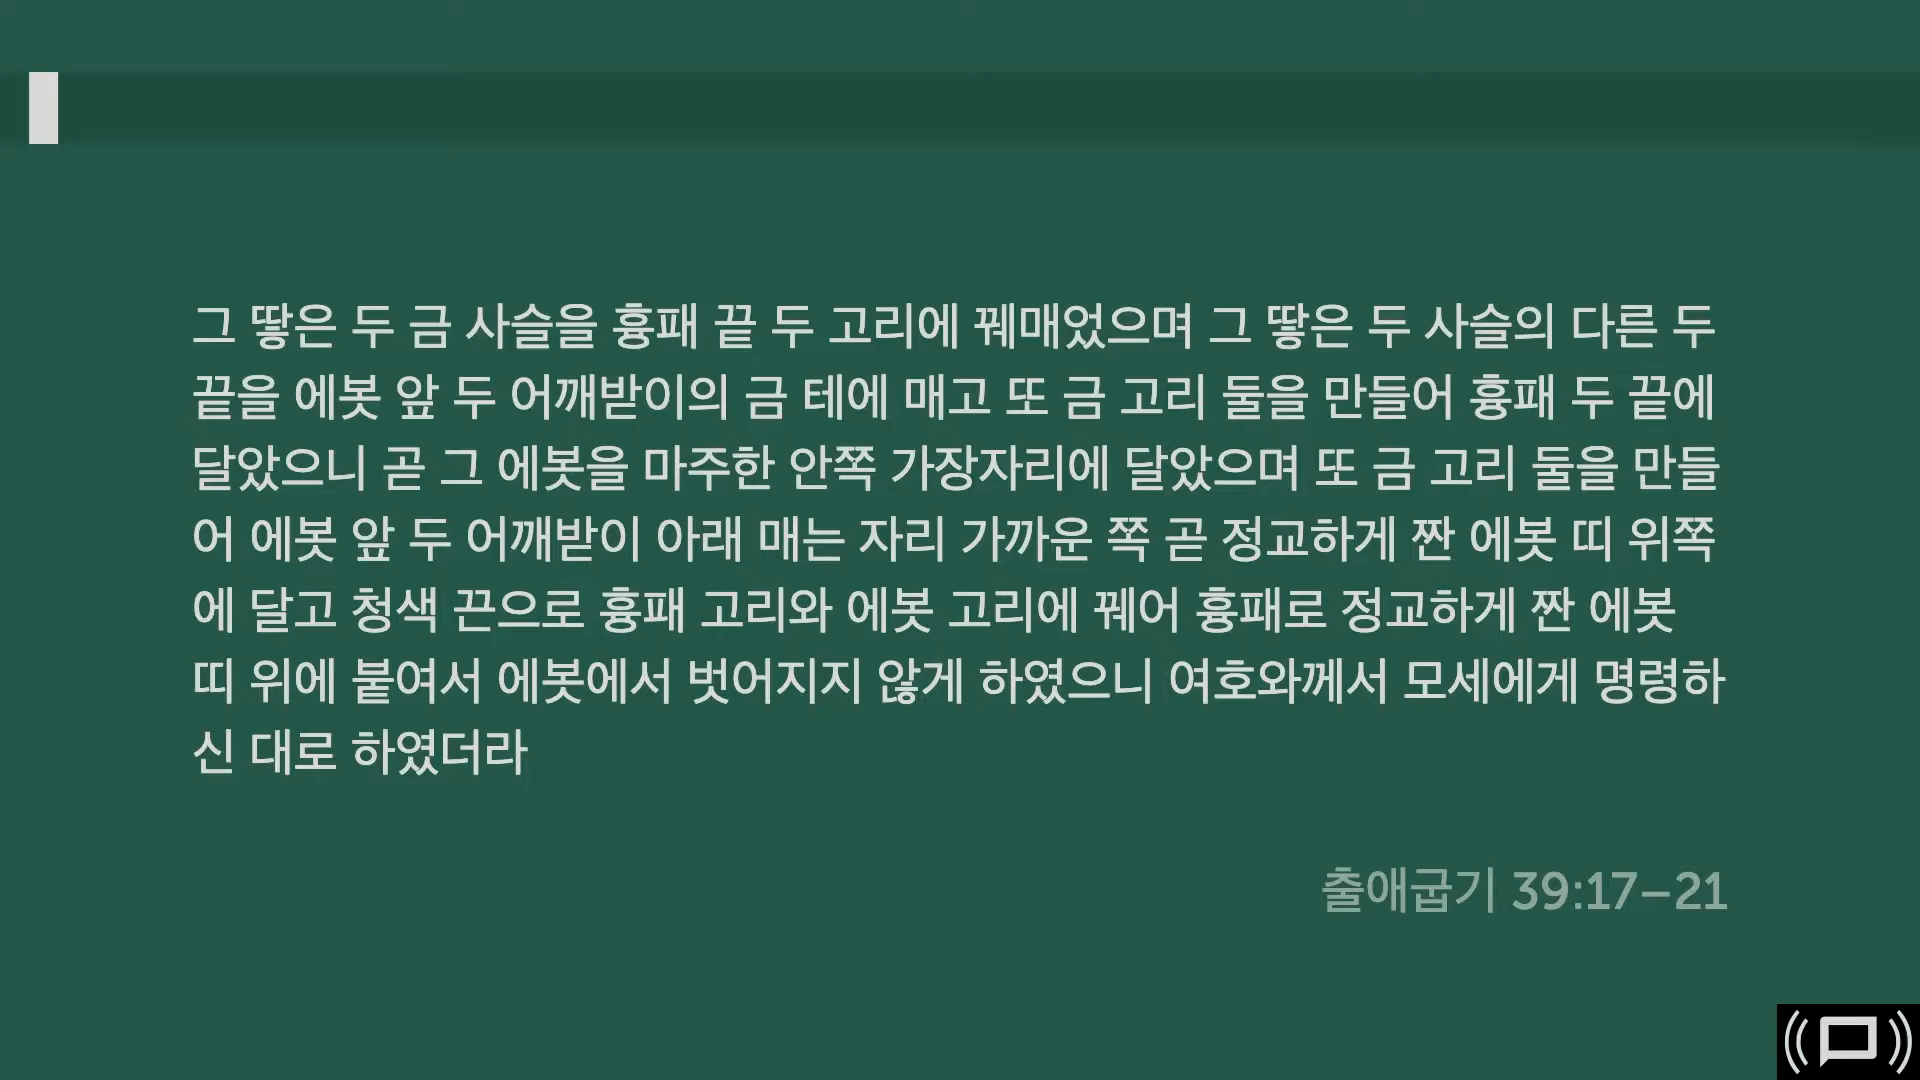 그 땋은 두 금 사슬을 흉패 끝 두 고리에 꿰매었으며 그 땋은 두 사슬의 다른 두
끝을 에봇 앞 두 어깨받이의 금 테에 매고 또 금 고리 둘을 만들어 흉패 두 끝에
달았으니 곧 그 에봇을 마주한 안쪽 가장자리에 달았으며 또 금 고리 둘을 만들
어 에봇 앞 두 어깨받이 아래 매는 자리 가까운 쪽 곧 정교하게 짠 에봇 띠 위쪽
에 달고 청색 끈으로 흉패 고리와 에봇 고리에 꿰어 흉패로 정교하게 짠 에봇
띠 위에 붙여서 에봇에서 벗어지지 않게 하였으니 여호와께서 모세에게 명령하
신 대로 하였더라
출애굽기 39:17–21